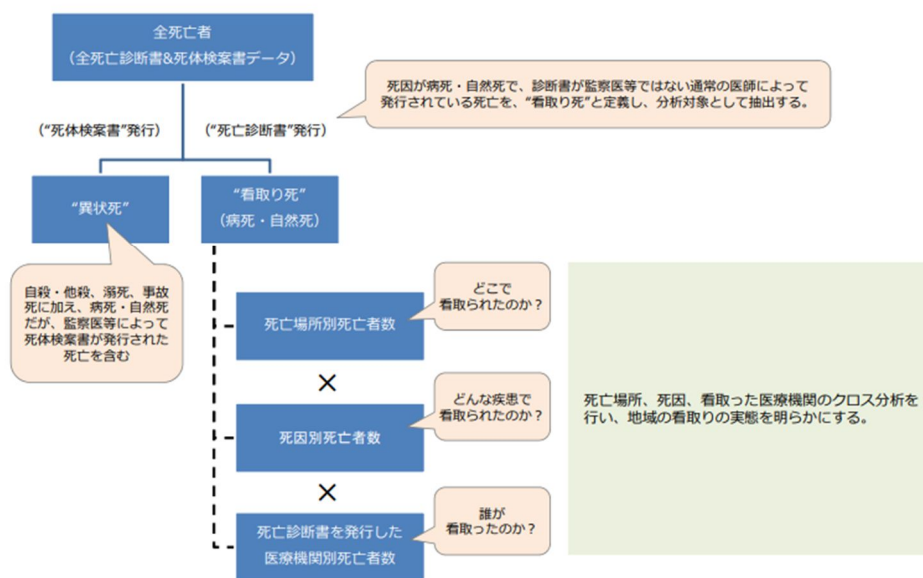 全死亡者
（全死亡診断書&死体検案書データ）
死因が病死・自然死で、診断書が監察医等ではない通常の医師によって
発行されている死亡を、“看取り死”と定義し、分析対象として抽出する。
（“死体検案書”発行）
（“死亡診断書”発行）
“異状死”
“看取り死”
（病死・自然死）
自殺・他殺、溺死、事故
死に加え、病死・自然死
だが、監察医等によって
死体検案書が発行された
死亡を含む
どこで
看取られたのか？
死亡場所別死亡者数
×
どんな疾患で
看取られたのか？
死因別死亡者数
×
誰が
看取ったのか？
死亡診断書を発行した
医療機関別死亡者数
死亡場所、死因、看取った医療機関のクロス分析を
行い、地域の看取りの実態を明らかにする。